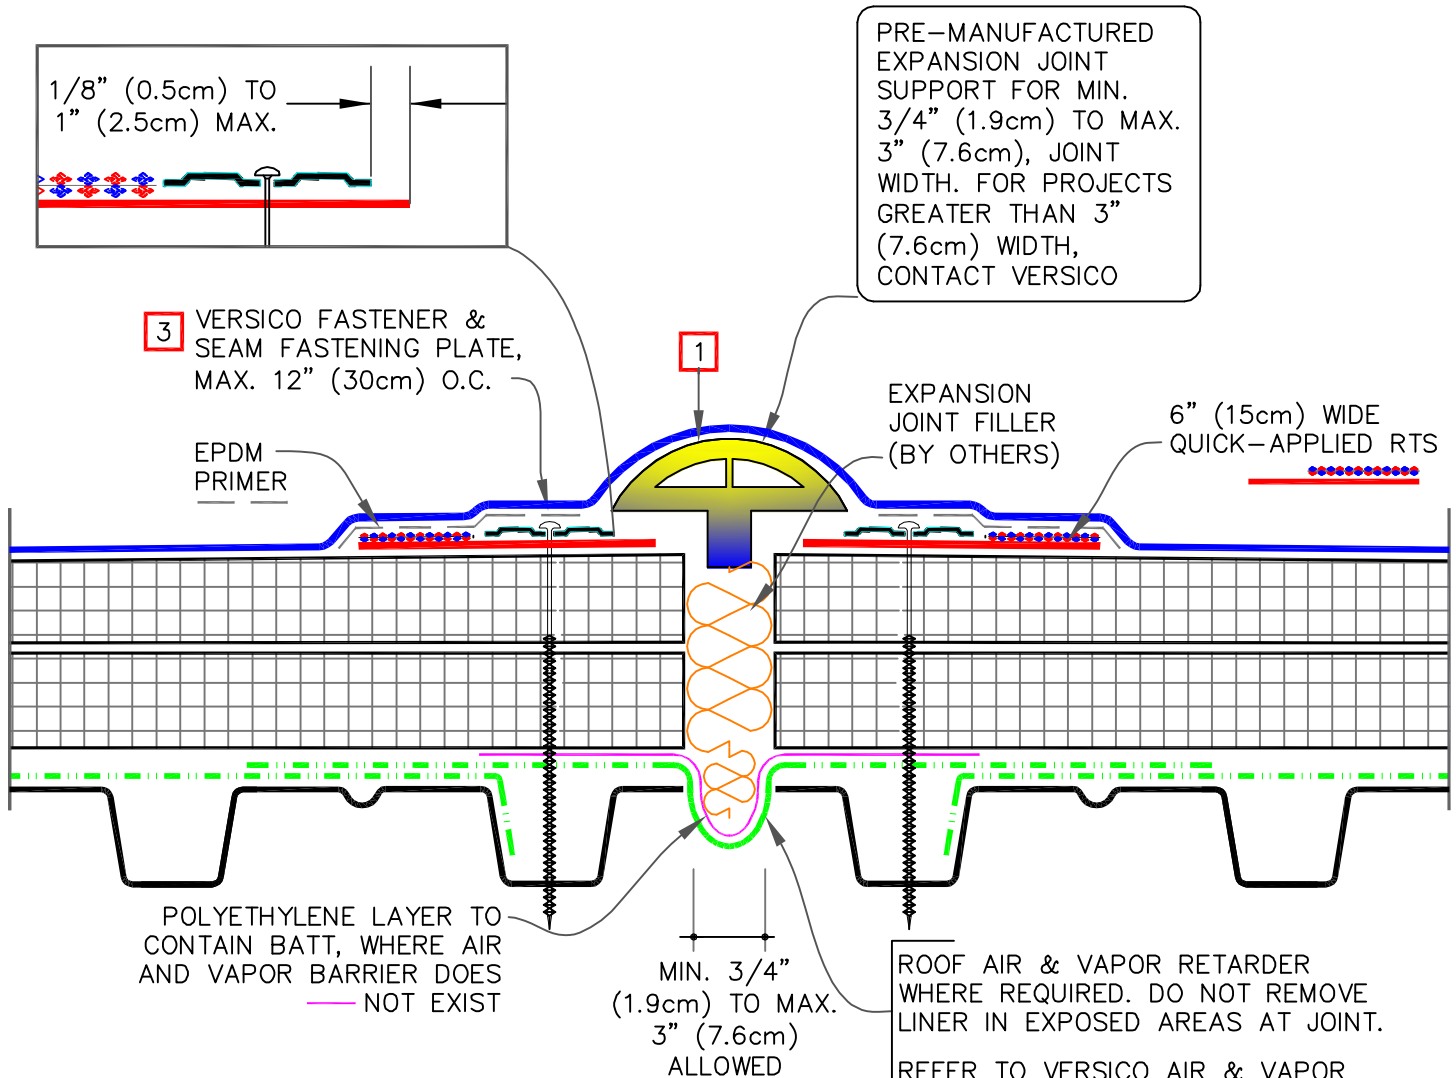 1/8” (0.5cm) TO
1” (2.5cm) MAX.
PRE-MANUFACTURED
EXPANSION JOINT
SUPPORT FOR MIN.
3/4” (1.9cm) TO MAX.
3” (7.6cm), JOINT
WIDTH. FOR PROJECTS
GREATER THAN 3”
(7.6cm) WIDTH,
CONTACT VERSICO
3
VERSICO FASTENER &
SEAM FASTENING PLATE,
MAX. 12” (30cm) O.C.
1
EXPANSION
JOINT FILLER
(BY OTHERS)
6” (15cm) WIDE
QUICK-APPLIED RTS
EPDM
PRIMER
POLYETHYLENE LAYER TO
CONTAIN BATT, WHERE AIR
AND VAPOR BARRIER DOES
NOT EXIST
MIN. 3/4”
(1.9cm) TO MAX.
3” (7.6cm)
ALLOWED
ROOF AIR & VAPOR RETARDER
WHERE REQUIRED. DO NOT REMOVE
LINER IN EXPOSED AREAS AT JOINT.
REFER TO VERSICO AIR & VAPOR